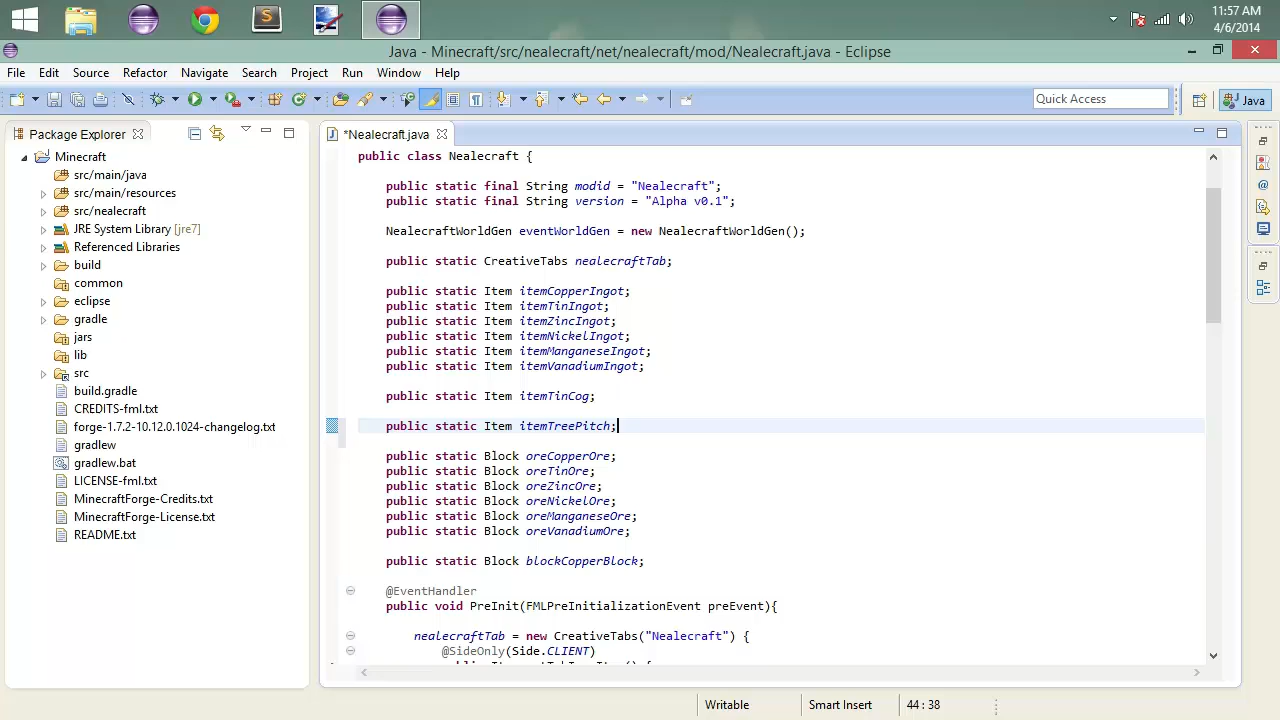 11:57 AM
4/6/2014
Java - Minecraft/src/nealecraft/net/nealecraft/mod/Nealecraft.java - Eclipse
File Edit Source Refactor Navigate Search Project Run Window Help
Quick Access
Java
Package Explorer
Minecraft
src/main/java
src/main/resources
src/nealecraft
JRE System Library [jre7]
Referenced Libraries
build
common
eclipse
gradle
jars
lib
src
build.gradle
CREDITS-fml.txt
forge-1.7.2-10.12.0.1024-changelog.txt
gradlew
gradlew.bat
LICENSE-fml.txt
MinecraftForge-Credits.txt
MinecraftForge-License.txt
README.txt
*Nealecraft.java
public class Nealecraft {
public static final String modid = "Nealecraft";
public static final String version = "Alpha v0.1";
NealecraftWorldGen eventWorldGen = new NealecraftWorldGen();
public static CreativeTabs nealecraftTab;
public static Item itemCopperIngot;
public static Item itemTinIngot;
public static Item itemZincIngot;
public static Item itemNickelIngot;
public static Item itemManganeseIngot;
public static Item itemVanadiumIngot;
public static Item itemTinCog;
public static Item itemTreePitch;
public static Block oreCopperOre;
public static Block oreTinOre;
public static Block oreZincOre;
public static Block oreNickelOre;
public static Block oreManganeseOre;
public static Block oreVanadiumOre;
public static Block blockCopperBlock;
@EventHandler
public void PreInit(FMLPreInitializationEvent preEvent){
nealecraftTab = new CreativeTabs("Nealecraft") {
@SideOnly(Side.CLIENT)
Writable
Smart Insert
44 : 38